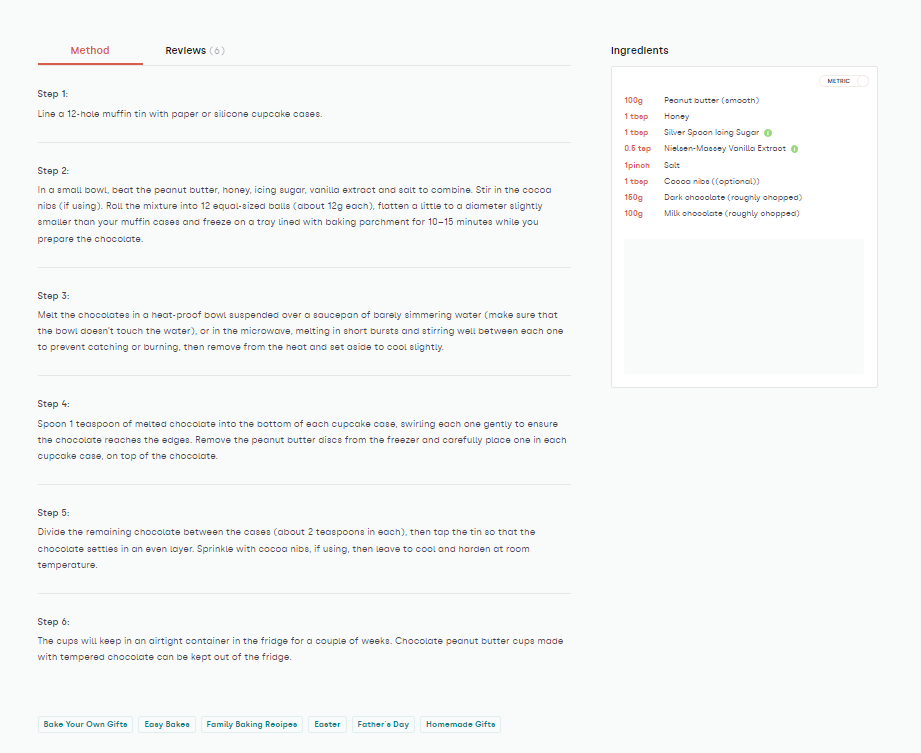 Method Reviews (6)
Step 1:
Line a 12-hole muffin tin with paper or silicone cupcake cases.
Step 2:
In a small bowl, beat the peanut butter, honey, icing sugar, vanilla extract and salt to combine. Stir in the cocoa
nibs (if using). Roll the mixture into 12 equal-sized balls (about 12g each), flatten a little to a diameter slightly
smaller than your muffin cases and freeze on a tray lined with baking parchment for 10–15 minutes while you
prepare the chocolate.
Step 3:
Melt the chocolates in a heat-proof bowl suspended over a saucepan of barely simmering water (make sure that
the bowl doesn't touch the water), or in the microwave, melting in short bursts and stirring well between each one
to prevent catching or burning, then remove from the heat and set aside to cool slightly.
Step 4:
Spoon 1 teaspoon of melted chocolate into the bottom of each cupcake case, swirling each one gently to ensure
the chocolate reaches the edges. Remove the peanut butter discs from the freezer and carefully place one in each
cupcake case, on top of the chocolate.
Step 5:
Divide the remaining chocolate between the cases (about 2 teaspoons in each), then tap the tin so that the
chocolate settles in an even layer. Sprinkle with cocoa nibs, if using, then leave to cool and harden at room
temperature.
Step 6:
The cups will keep in an airtight container in the fridge for a couple of weeks. Chocolate peanut butter cups made
with tempered chocolate can be kept out of the fridge.
Bake Your Own Gifts Easy Bakes Family Baking Recipes Easter Father's Day Homemade Gifts
Ingredients
METRIC
100g Peanut butter (smooth)
1 tbsp Honey
1 tbsp Silver Spoon Icing Sugar i
0.5 tsp Nielsen-Massey Vanilla Extract i
1pinch Salt
1 tbsp Cocoa nibs ((optional))
150g Dark chocolate (roughly chopped)
100g Milk chocolate (roughly chopped)